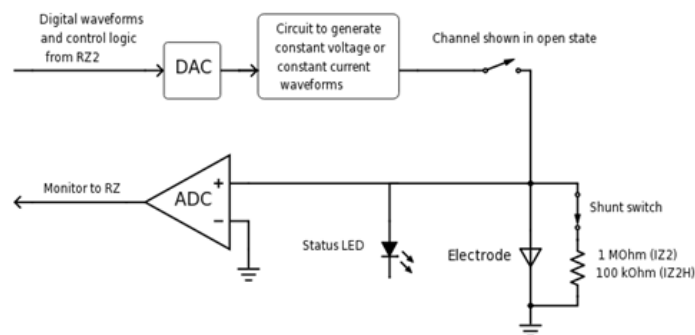 Digital waveforms
and control logic
from RZ2
DAC
Circuit to generate
constant voltage or
constant current
waveforms
Channel shown in open state
Monitor to RZ
ADC
+
−
Status LED
Electrode
Shunt switch
1 MOhm (IZ2)
100 kOhm (IZ2H)